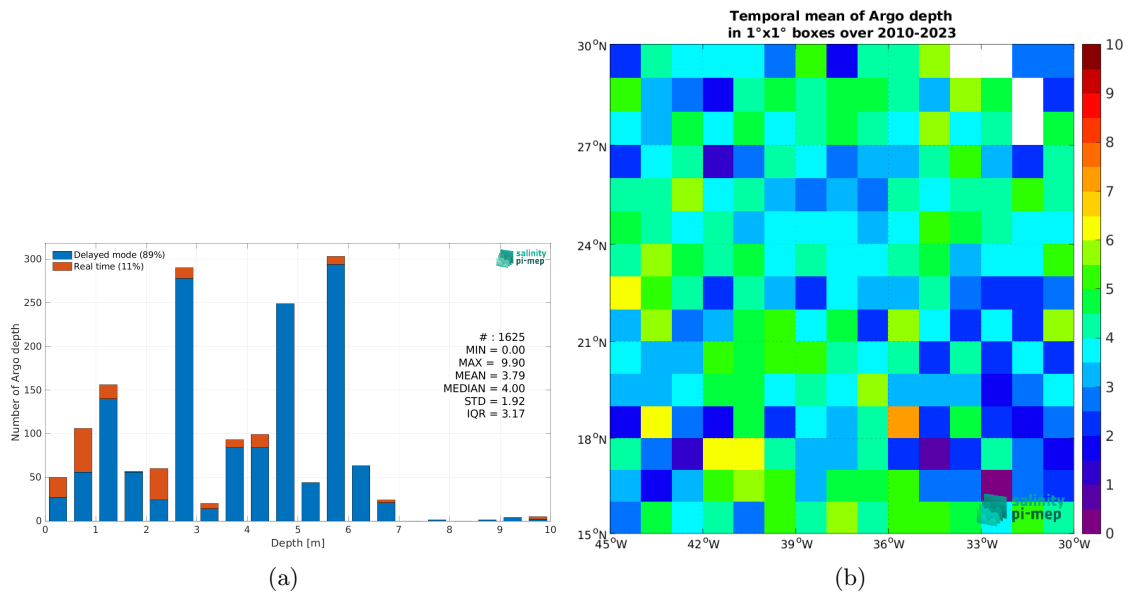 Delayed mode (89%)
Real time (11%)
salinity
pi-mep
# : 1625
MIN = 0.00
MAX = 9.90
MEAN = 3.79
MEDIAN = 4.00
STD = 1.92
IQR = 3.17
Number of Argo depth
300
250
200
150
100
50
0
0 1 2 3 4 5 6 7 8 9 10
Depth [m]
(a)
Temporal mean of Argo depth
in 1°x1° boxes over 2010-2023
30°N
27°N
24°N
21°N
18°N
15°N
45°W 42°W 39°W 36°W 33°W 30°W
salinity
pi-mep
10
9
8
7
6
5
4
3
2
1
0
(b)